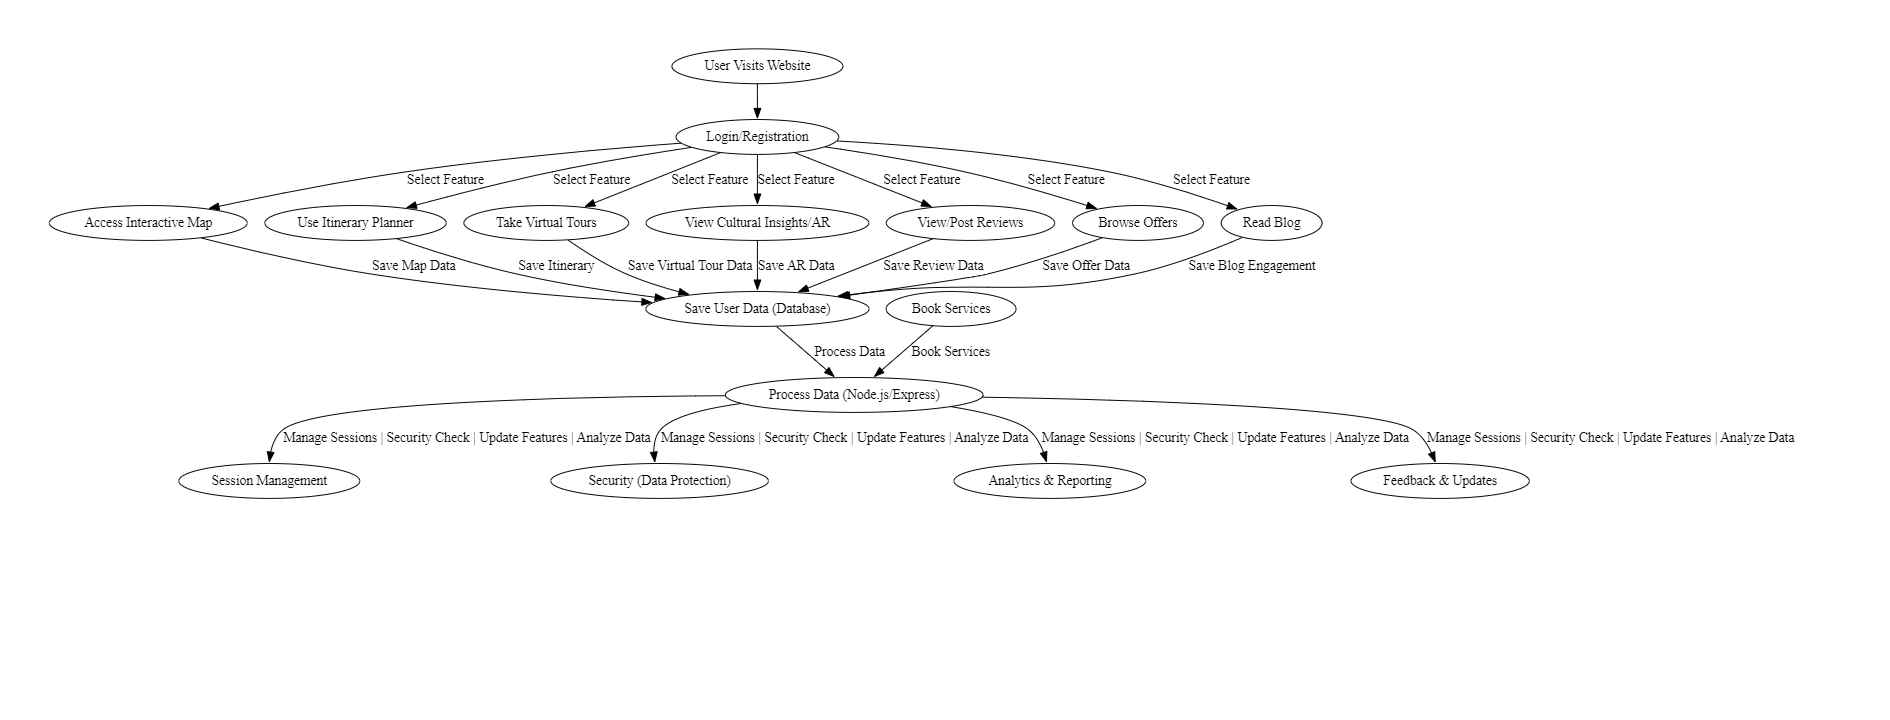 User Visits Website
Login/Registration
Select Feature
Select Feature
Select Feature
Select Feature
Select Feature
Select Feature
Select Feature
Access Interactive Map
Use Itinerary Planner
Take Virtual Tours
View Cultural Insights/AR
View/Post Reviews
Browse Offers
Read Blog
Save Map Data
Save Itinerary
Save Virtual Tour Data
Save AR Data
Save Review Data
Save Offer Data
Save Blog Engagement
Save User Data (Database)
Book Services
Process Data
Book Services
Process Data (Node.js/Express)
Manage Sessions | Security Check | Update Features | Analyze Data
Manage Sessions | Security Check | Update Features | Analyze Data
Manage Sessions | Security Check | Update Features | Analyze Data
Manage Sessions | Security Check | Update Features | Analyze Data
Session Management
Security (Data Protection)
Analytics & Reporting
Feedback & Updates